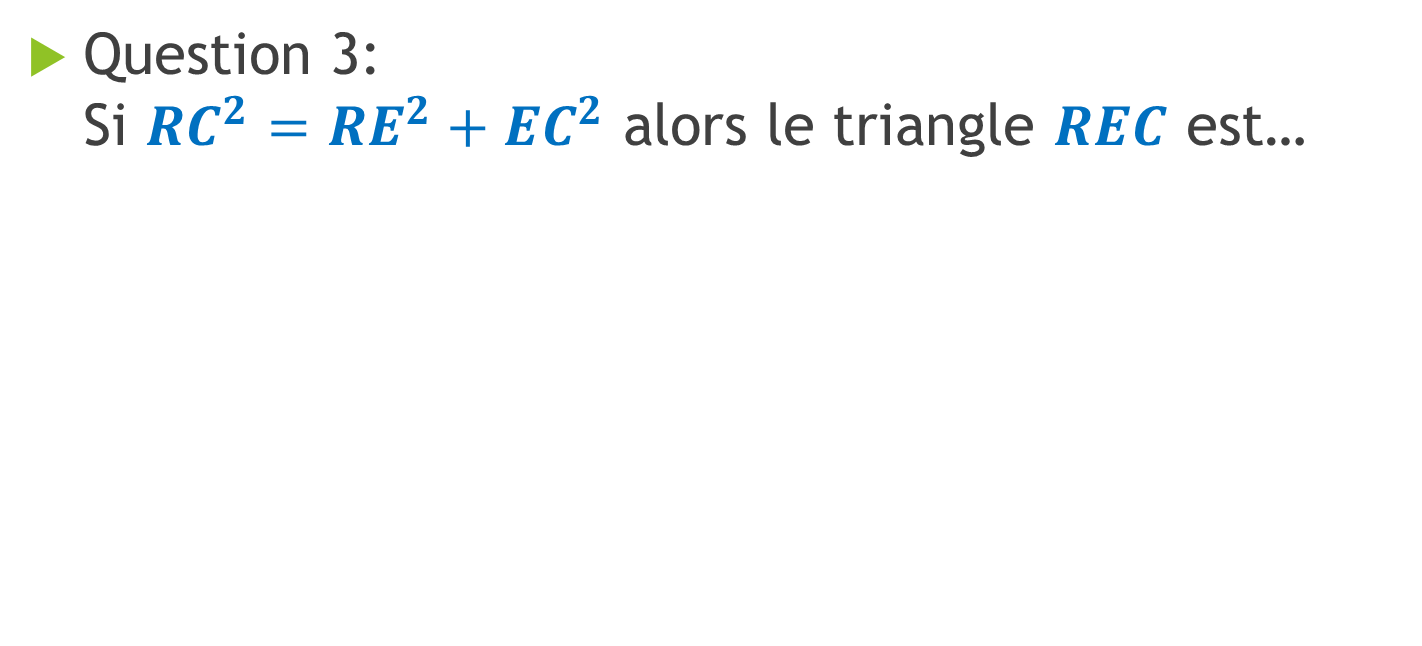 Question 3:
Si RC² = RE² + EC² alors le triangle REC est…